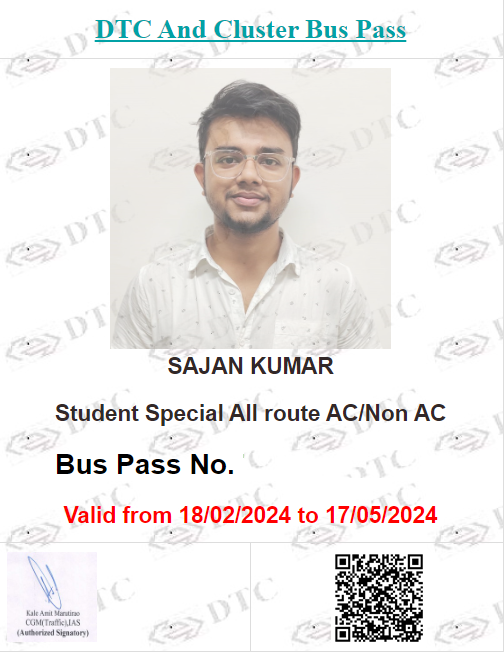 DTC And Cluster Bus Pass
SAJAN KUMAR
Student Special All route AC/Non AC
Bus Pass No.
Valid from 18/02/2024 to 17/05/2024
Kale Amit Marutirao
CGM(Traffic),IAS
(Authorized Signatory)
DTC